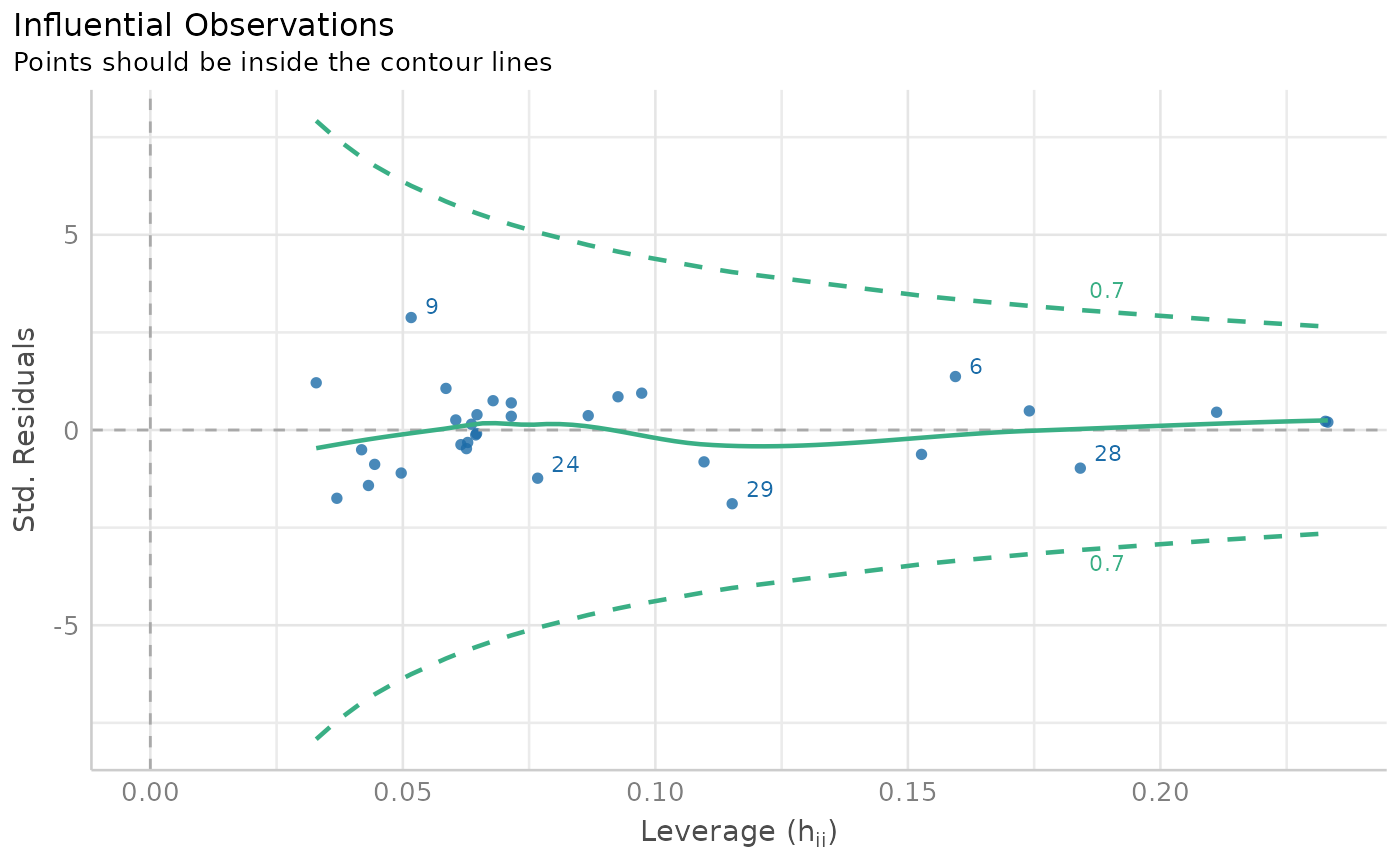 Influential Observations
Points should be inside the contour lines
Std. Residuals
5
0
-5
0.7
9
6
24
28
29
0.7
0.00 0.05 0.10 0.15 0.20
Leverage (hii)